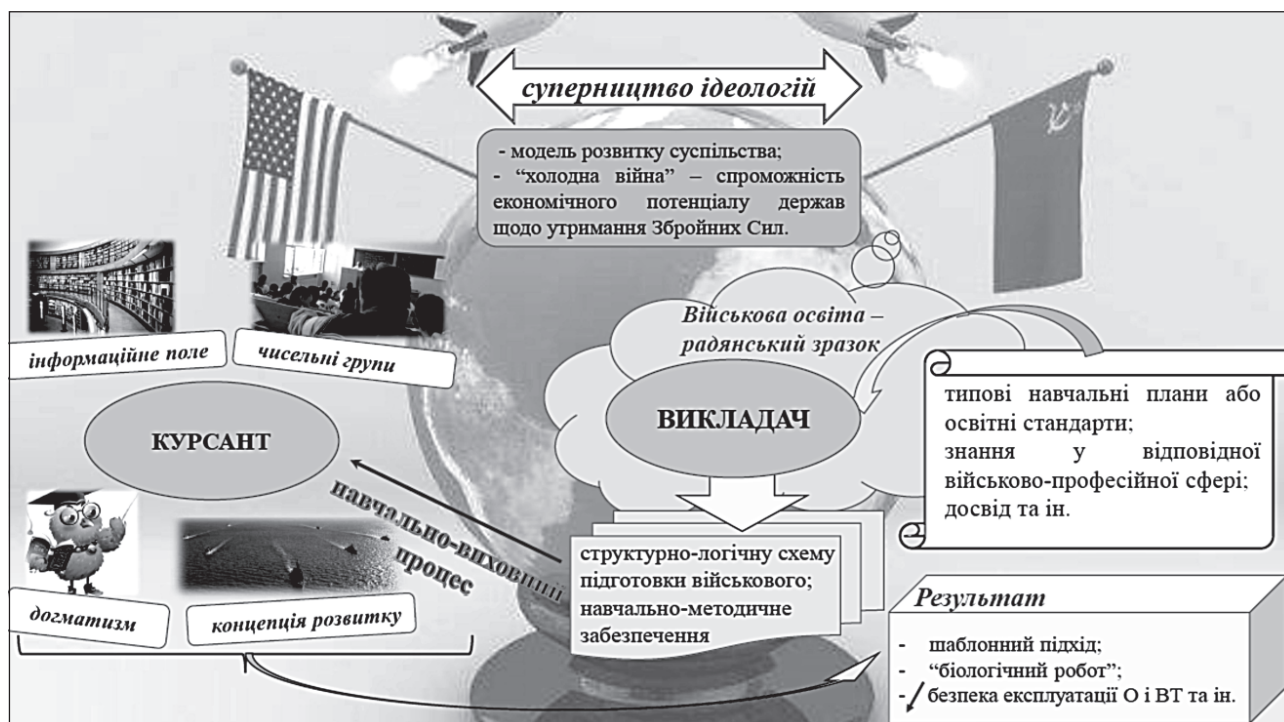 суперництво ідеологій
- модель розвитку суспільства;
- “холодна війна” – спроможність
економічного потенціалу держав
щодо утримання Збройних Сил.
інформаційне поле
чисельні групи
Військова освіта –
радянський зразок
КУРСАНТ
ВИКЛАДАЧ
типові навчальні плани або
освітні стандарти;
знання у відповідної
військово-професійної сфері;
досвід та ін.
навчально-виховний
процес
структурно-логічну схему
підготовки військового;
навчально-методичне
забезпечення
догматизм
концепція розвитку
Результат
- шаблонний підхід;
- “біологічний робот”;
- безпека експлуатації О і ВТ та ін.